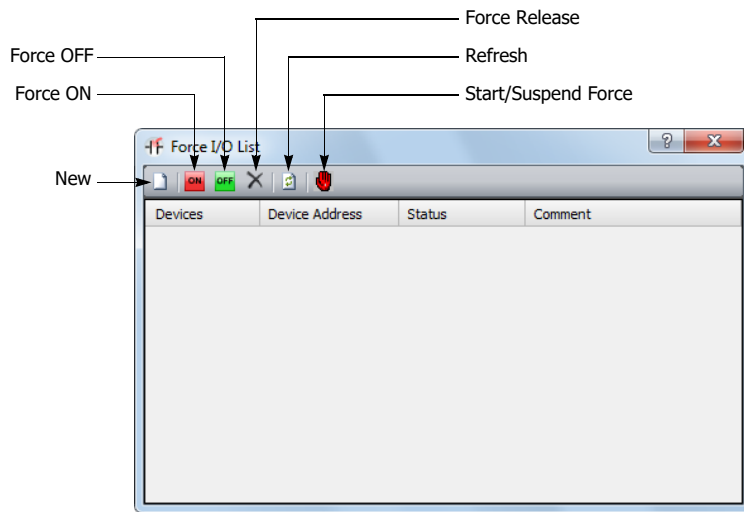 Force Release
Force OFF
Refresh
Force ON
Start/Suspend Force
Force I/O List
?
X
New
ON
OFF
Devices
Device Address
Status
Comment